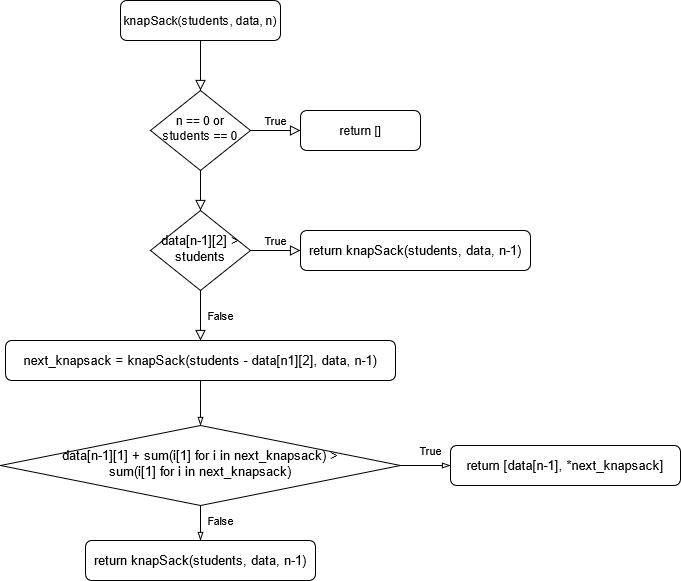 knapSack(students, data, n)
n == 0 or
students == 0
True
return []
data[n-1][2] >
students
True
return knapSack(students, data, n-1)
False
next_knapsack = knapSack(students - data[n1][2], data, n-1)
data[n-1][1] + sum(i[1] for i in next_knapsack) >
sum(i[1] for i in next_knapsack)
True
return [data[n-1], *next_knapsack]
False
return knapSack(students, data, n-1)